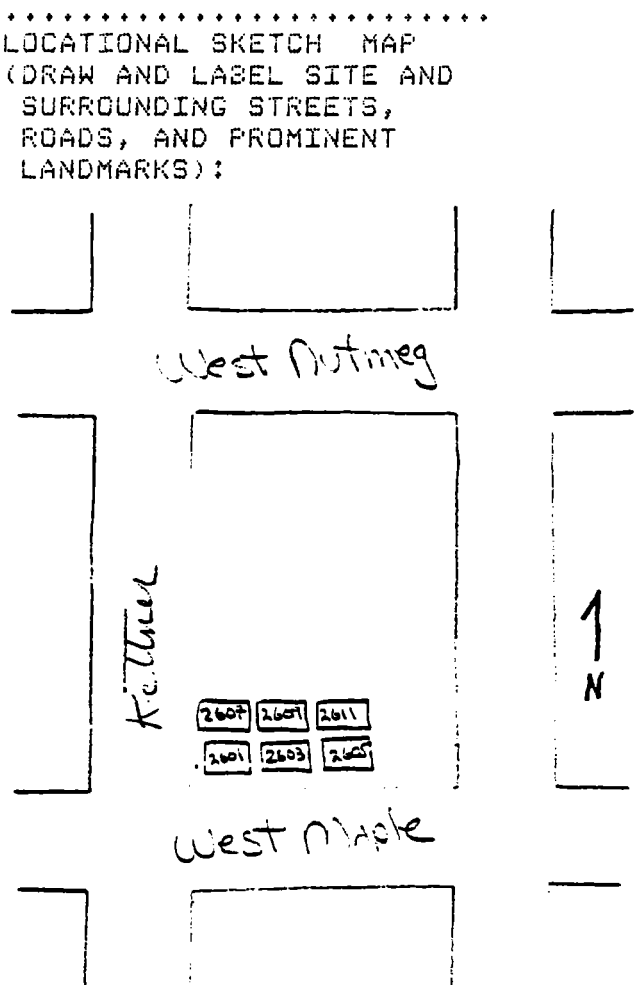 LOCATIONAL SKETCH MAP
(DRAW AND LABEL SITE AND
SURROUNDING STREETS,
ROADS, AND PROMINENT
LANDMARKS):
West Nutmeg
Kettner
N
2607 2609 2611
2601 2603 2605
West Maple